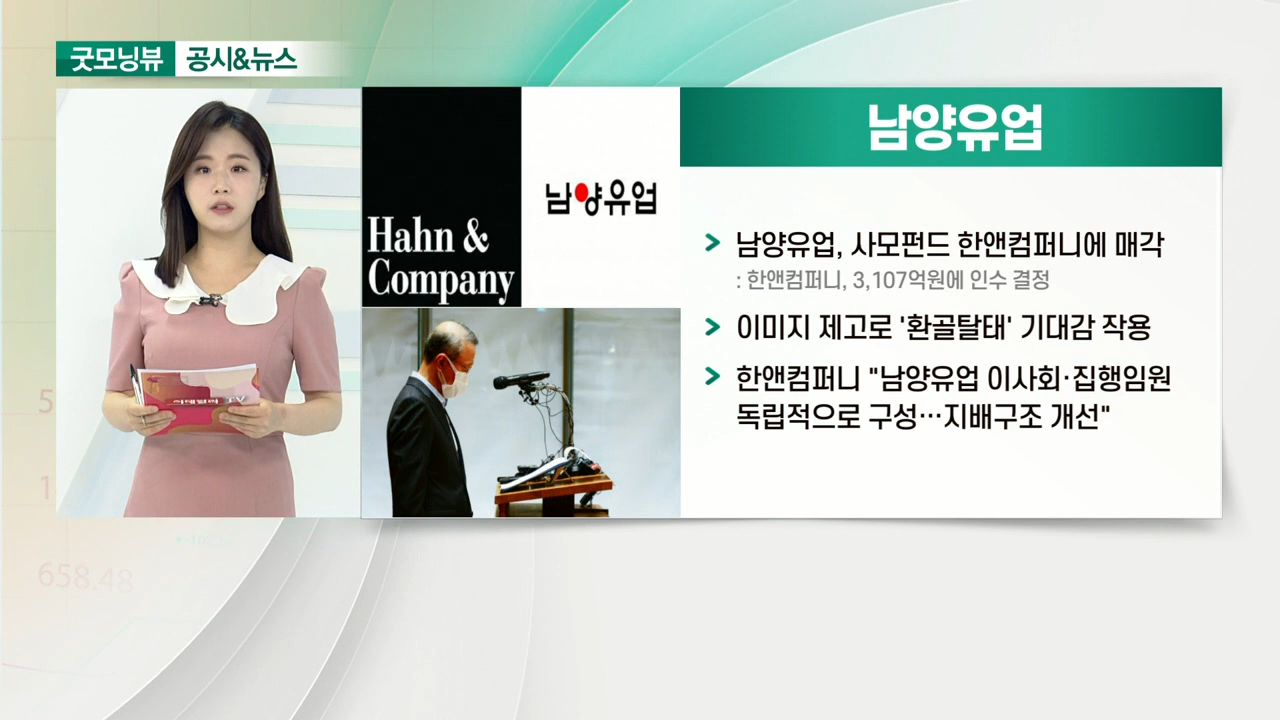 굿모닝뷰 공시&뉴스
Hahn &
Company
남양유업
남양유업
남양유업, 사모펀드 한앤컴퍼니에 매각
: 한앤컴퍼니, 3,107억원에 인수 결정
이미지 제고로 '환골탈태' 기대감 작용
한앤컴퍼니 "남양유업 이사회·집행임원
독립적으로 구성…지배구조 개선"
TV
658.48